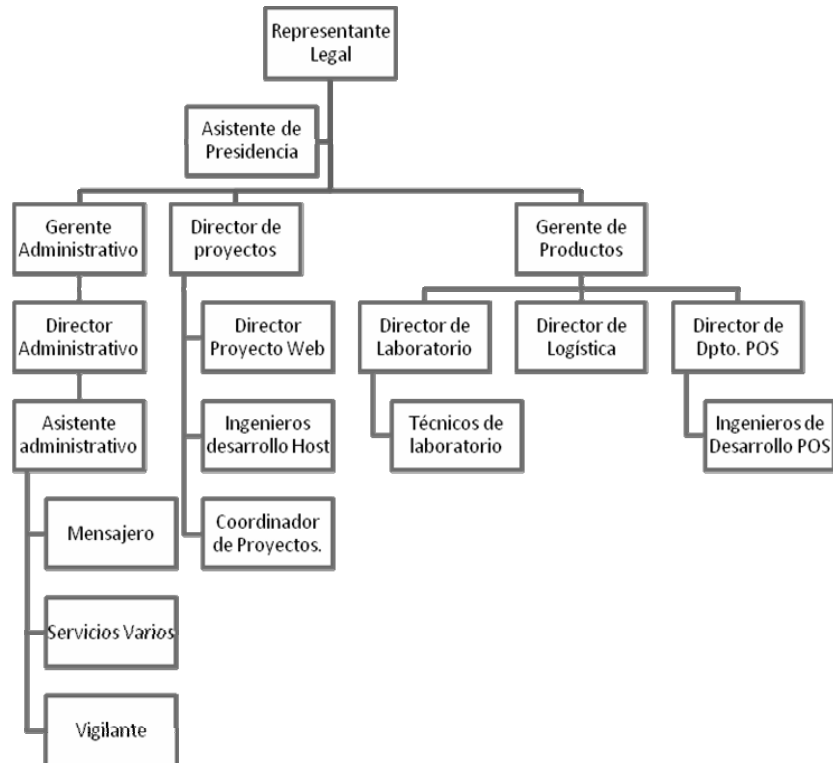 Representante
Legal
Asistente de
Presidencia
Gerente
Administrativo
Director de
proyectos
Gerente de
Productos
Director
Administrativo
Director
Proyecto Web
Director de
Laboratorio
Director de
Logística
Director de
Dpto. POS
Asistente
administrativo
Ingenieros
desarrollo Host
Técnicos de
laboratorio
Ingenieros de
Desarrollo POS
Mensajero
Coordinador
de Proyectos.
Servicios Varios
Vigilante